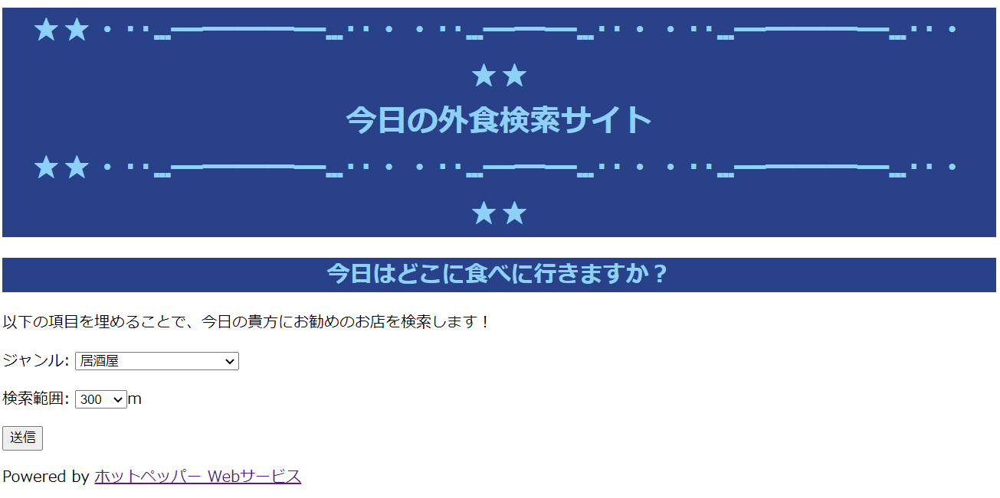 ★★・‥…━━━━━…‥・・‥…━━━…‥・・‥…━━━━━…‥・
★★
今日の外食検索サイト
★★・‥…━━━━━…‥・・‥…━━━…‥・・‥…━━━━━…‥・
★★
今日はどこに食べに行きますか？
以下の項目を埋めることで、今日の貴方にお勧めのお店を検索します！
ジャンル: 居酒屋
検索範囲: 300 m
送信
Powered by ホットペッパー Webサービス